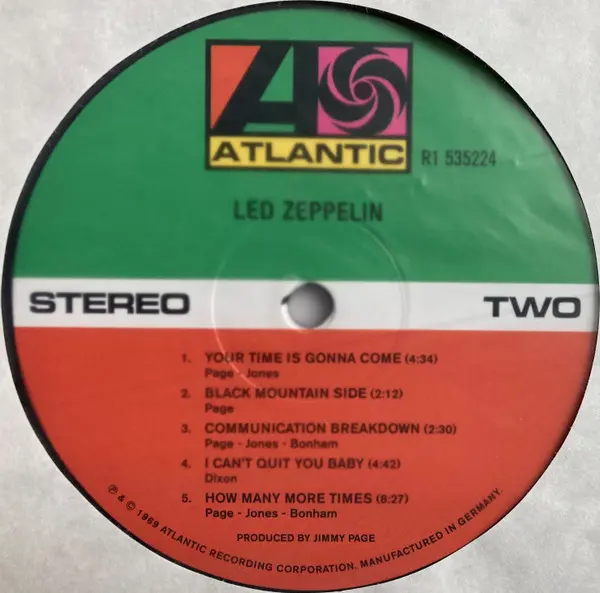 ATLANTIC
R1 535224
LED ZEPPELIN
STEREO
TWO
1. YOUR TIME IS GONNA COME (4:34)
Page - Jones
2. BLACK MOUNTAIN SIDE (2:12)
Page
3. COMMUNICATION BREAKDOWN (2:30)
Page - Jones - Bonham
4. I CAN'T QUIT YOU BABY (4:42)
Dixon
5. HOW MANY MORE TIMES (8:27)
Page - Jones - Bonham
PRODUCED BY JIMMY PAGE
℗ & © 1969 ATLANTIC RECORDING CORPORATION. MANUFACTURED IN GERMANY.